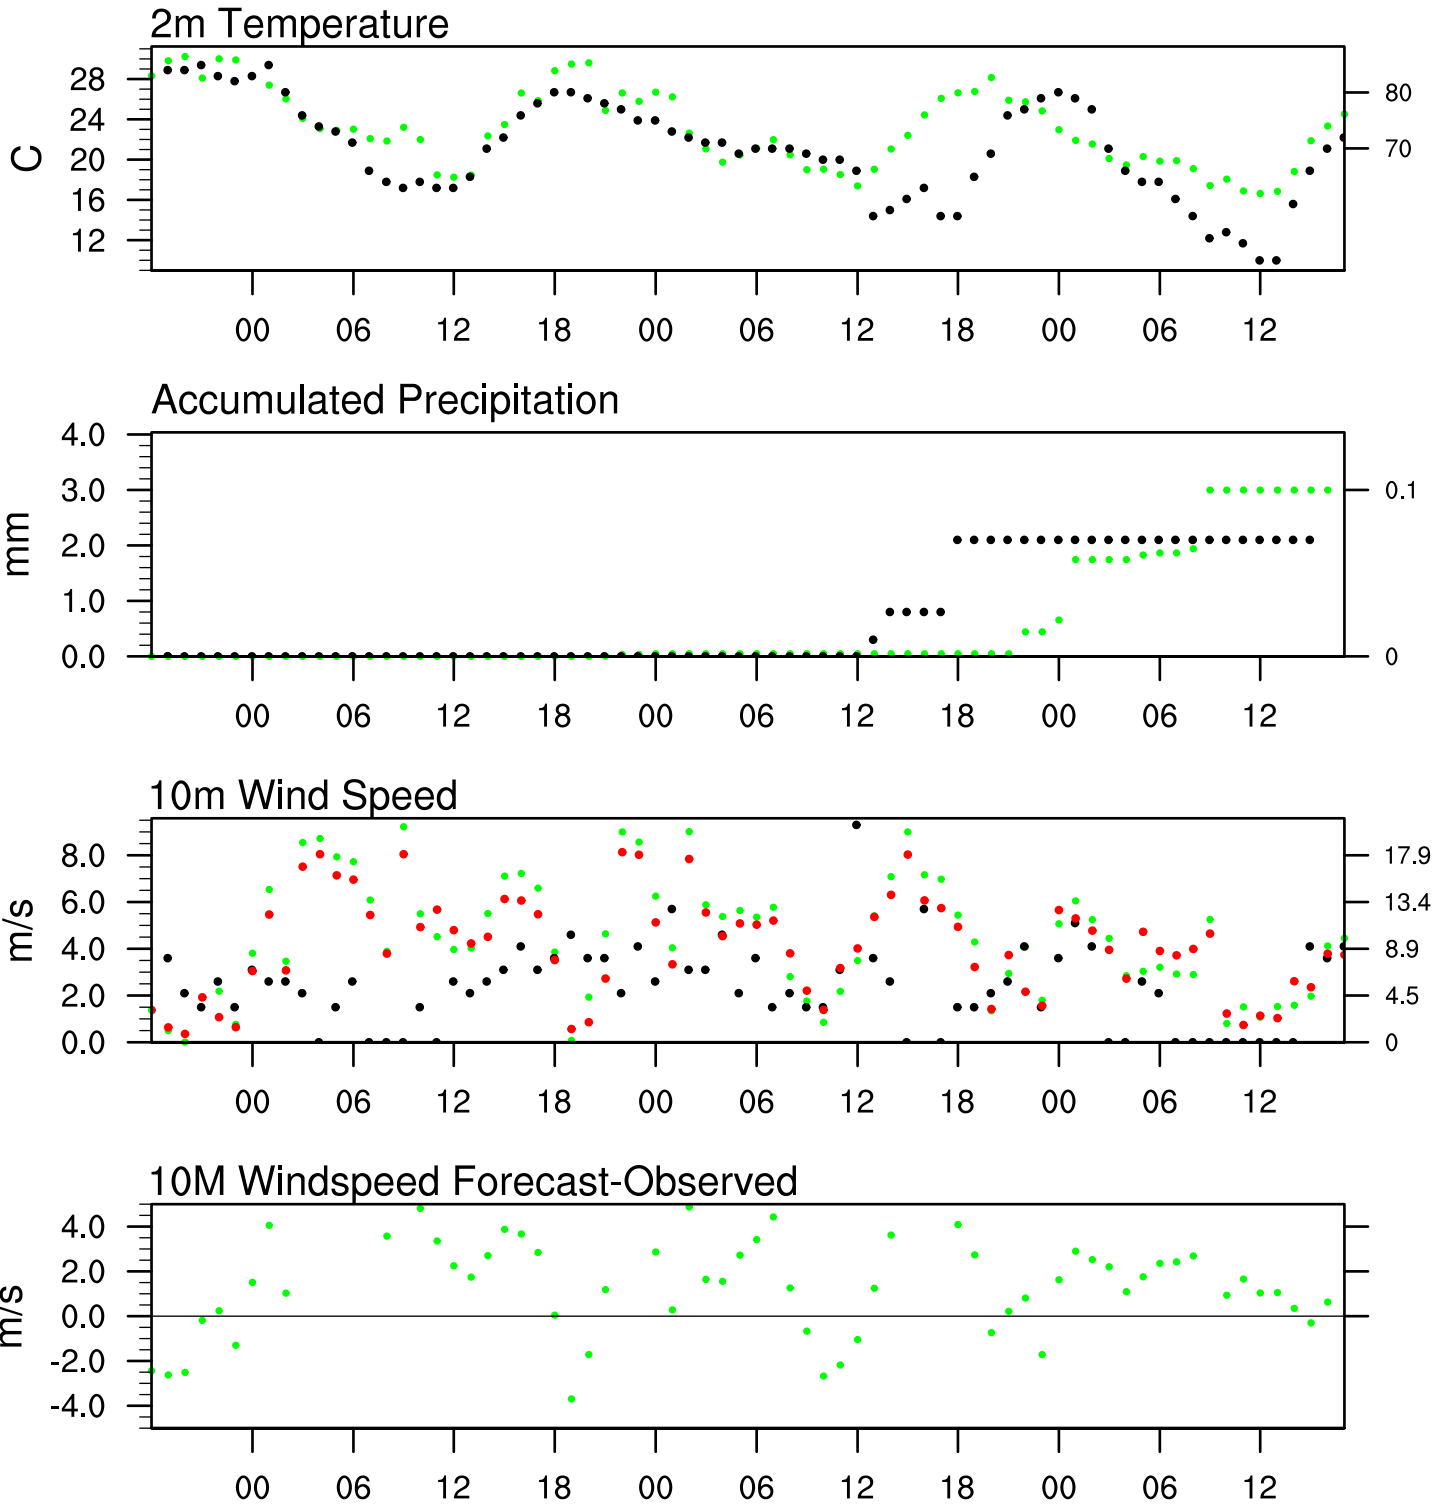 2m Temperature
28
24
20
16
12
C
80
70
00 06 12 18 00 06 12 18 00 06 12
Accumulated Precipitation
4.0
3.0
2.0
1.0
0.0
mm
0.1
0
00 06 12 18 00 06 12 18 00 06 12
10m Wind Speed
8.0
6.0
4.0
2.0
0.0
m/s
17.9
13.4
8.9
4.5
0
00 06 12 18 00 06 12 18 00 06 12
10M Windspeed Forecast-Observed
4.0
2.0
0.0
-2.0
-4.0
m/s
00 06 12 18 00 06 12 18 00 06 12